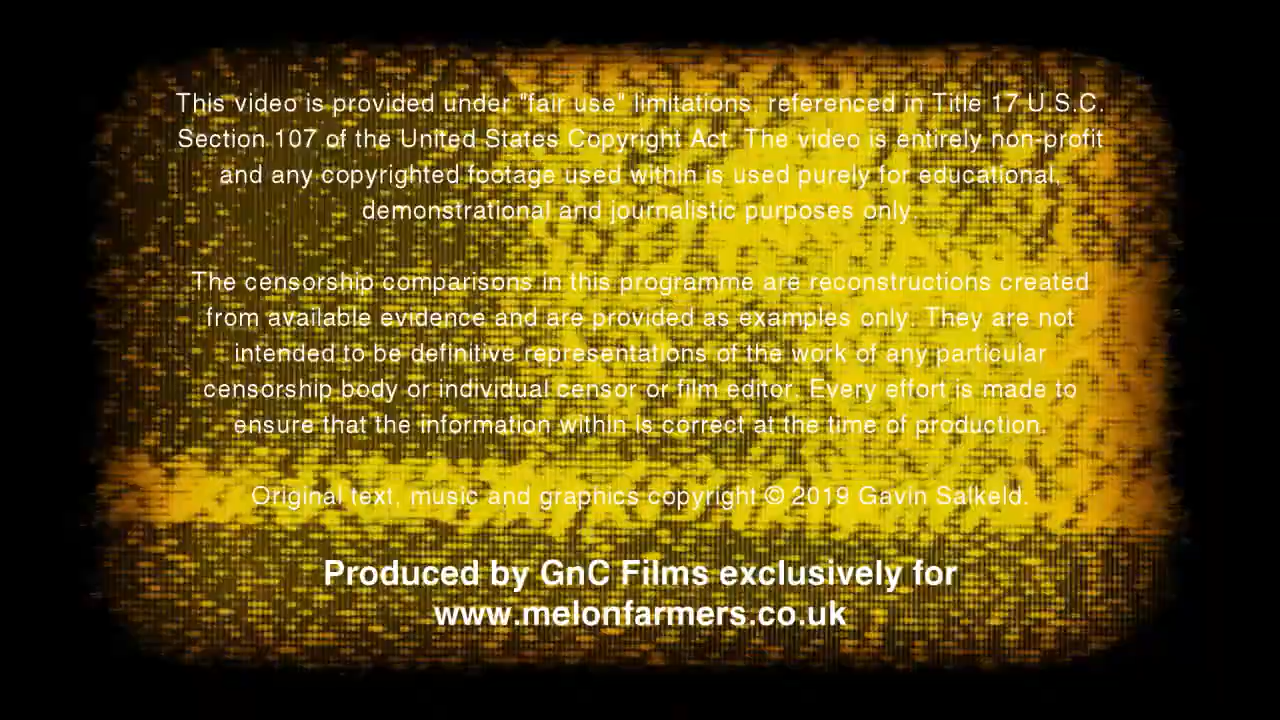 This video is provided under "fair use" limitations, referenced in Title 17 U.S.C.
Section 107 of the United States Copyright Act. The video is entirely non-profit
and any copyrighted footage used within is used purely for educational,
demonstrational and journalistic purposes only.
The censorship comparisons in this programme are reconstructions created
from available evidence and are provided as examples only. They are not
intended to be definitive representations of the work of any particular
censorship body or individual censor or film editor. Every effort is made to
ensure that the information within is correct at the time of production.
Original text, music and graphics copyright © 2019 Gavin Salkeld.
Produced by GnC Films exclusively for
www.melonfarmers.co.uk